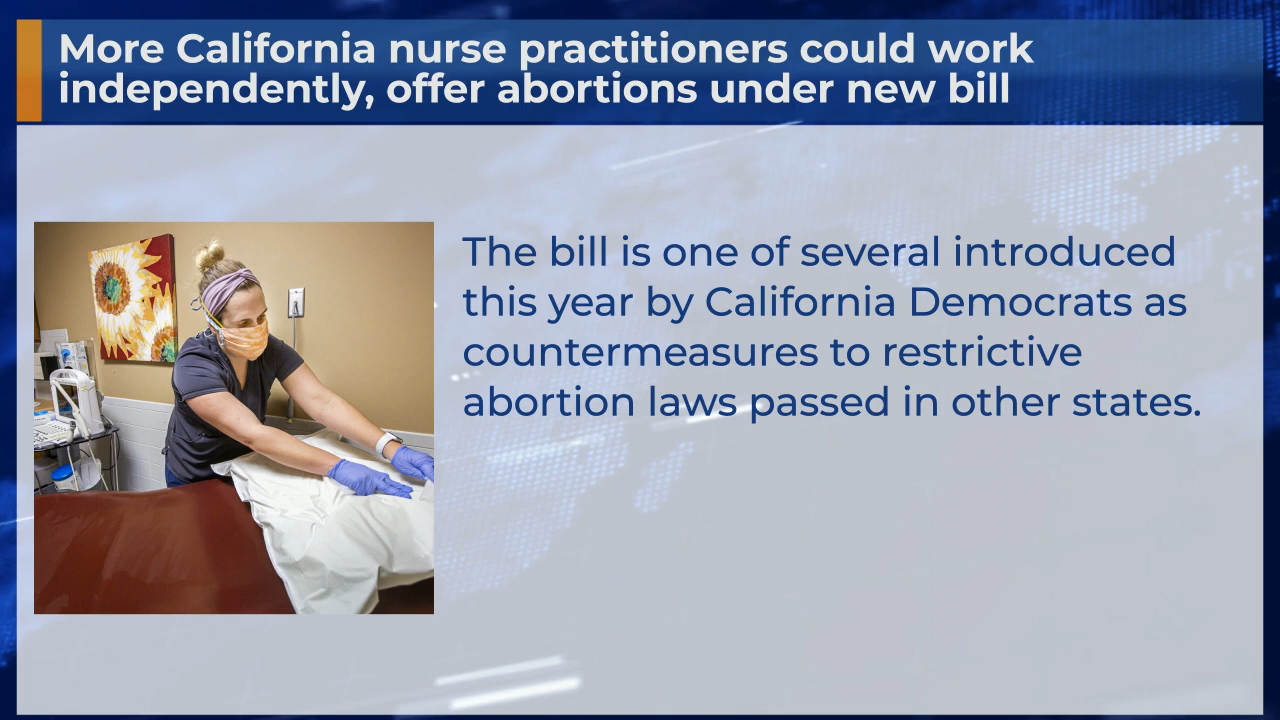 More California nurse practitioners could work
independently, offer abortions under new bill
The bill is one of several introduced
this year by California Democrats as
countermeasures to restrictive
abortion laws passed in other states.